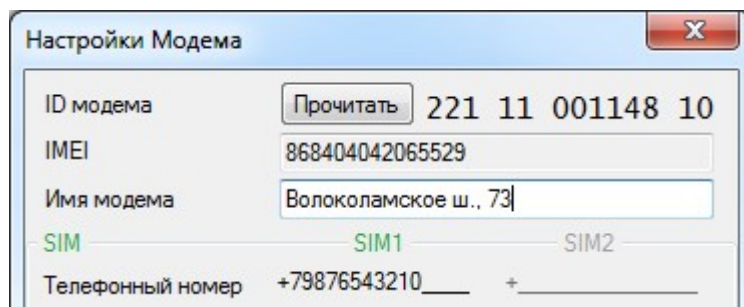 Настройки Модема
ID модема Прочитать 221 11 001148 10
IMEI 868404042065529
Имя модема Волоколамское ш., 73
SIM SIM1 SIM2
Телефонный номер +79876543210____ +________________